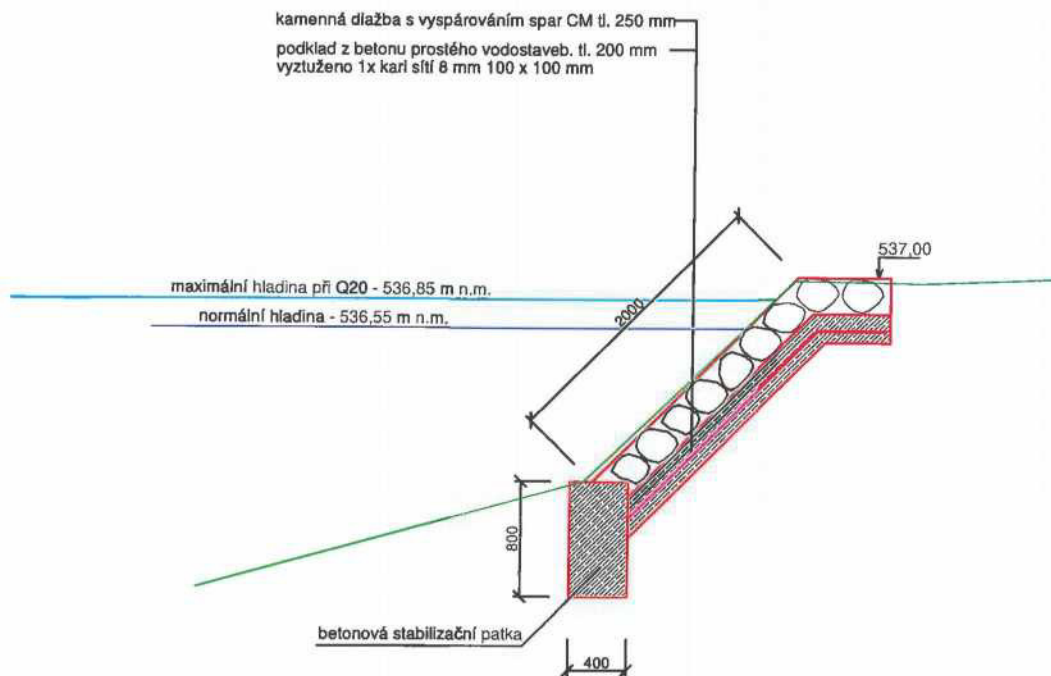 kamenná dlažba s vyspárováním spar CM tl. 250 mm
podklad z betonu prostého vodostaveb. tl. 200 mm
vyztuženo 1x kari sítí 8 mm 100 x 100 mm
537,00
maximální hladina při Q20 - 536,85 m n.m.
2000
normální hladina - 536,55 m n.m.
800
betonová stabilizační patka
400